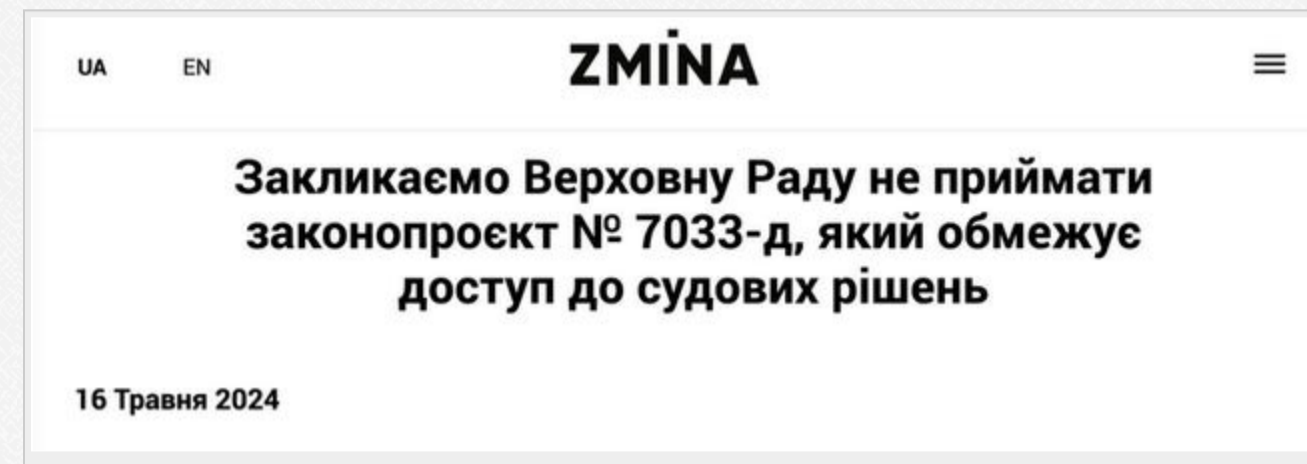 UA EN ZMINA
Закликаємо Верховну Раду не приймати
законопроєкт № 7033-д, який обмежує
доступ до судових рішень
16 Травня 2024